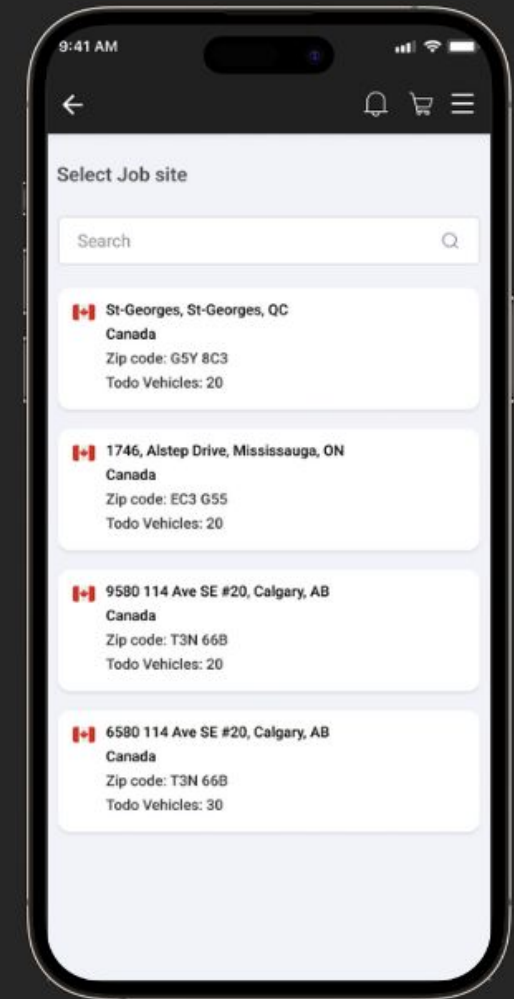 9:41 AM
Select Job site
Search
St-Georges, St-Georges, QC
Canada
Zip code: G5Y 8C3
Todo Vehicles: 20
1746, Alstep Drive, Mississauga, ON
Canada
Zip code: EC3 G55
Todo Vehicles: 20
9580 114 Ave SE #20, Calgary, AB
Canada
Zip code: T3N 66B
Todo Vehicles: 20
6580 114 Ave SE #20, Calgary, AB
Canada
Zip code: T3N 66B
Todo Vehicles: 30